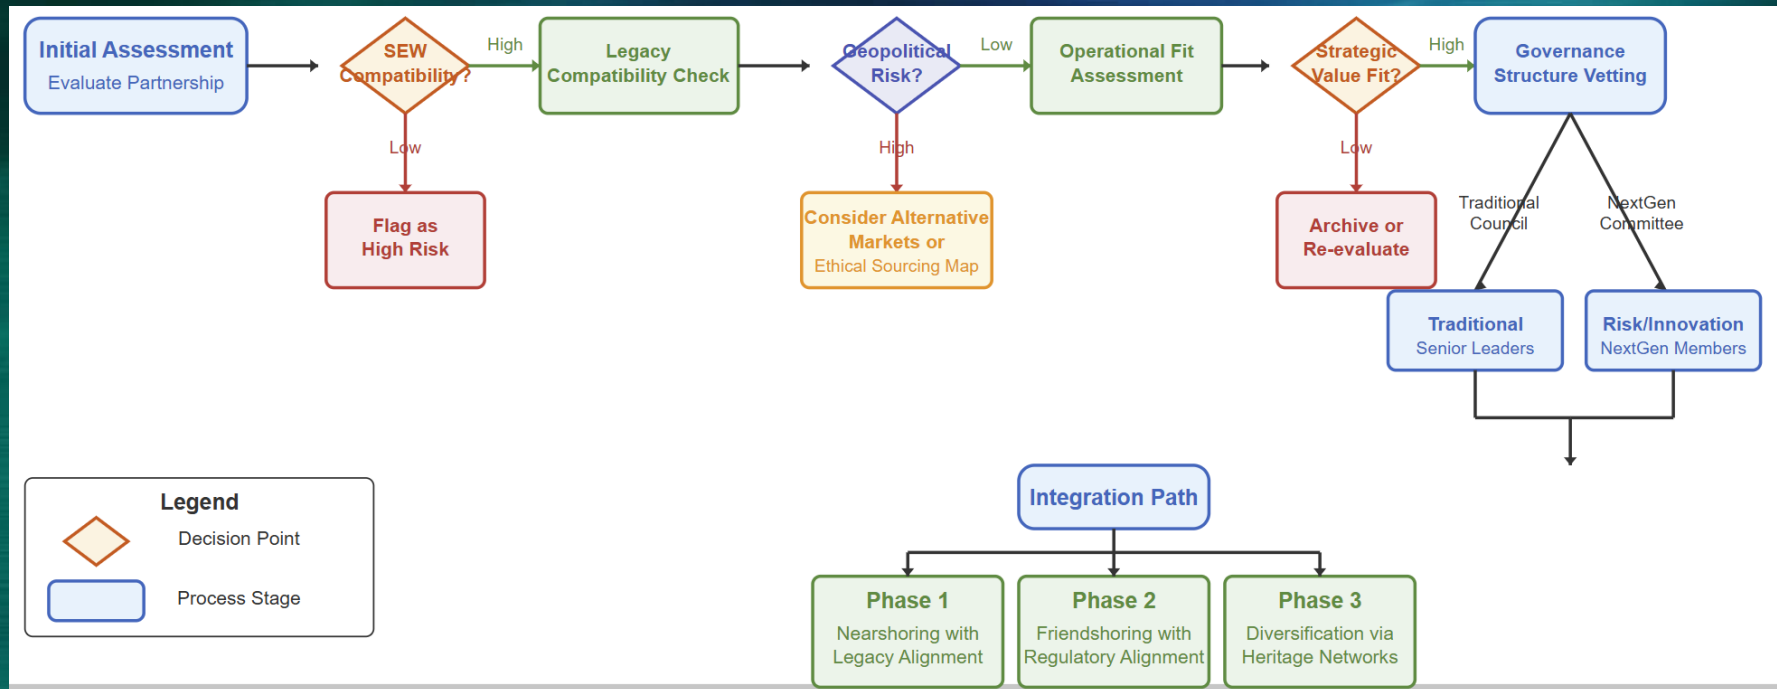 Initial Assessment
Evaluate Partnership
SEW
Compatibility?
High
Low
Legacy
Compatibility Check
Geopolitical
Risk?
Low
High
Operational Fit
Assessment
Strategic
Value Fit?
High
Low
Governance
Structure Vetting
Flag as
High Risk
Consider Alternative
Markets or
Ethical Sourcing Map
Archive or
Re-evaluate
Traditional
Council
NextGen
Committee
Traditional
Senior Leaders
Risk/Innovation
NextGen Members
Legend
Decision Point
Process Stage
Integration Path
Phase 1
Nearshoring with
Legacy Alignment
Phase 2
Friendshoring with
Regulatory Alignment
Phase 3
Diversification via
Heritage Networks